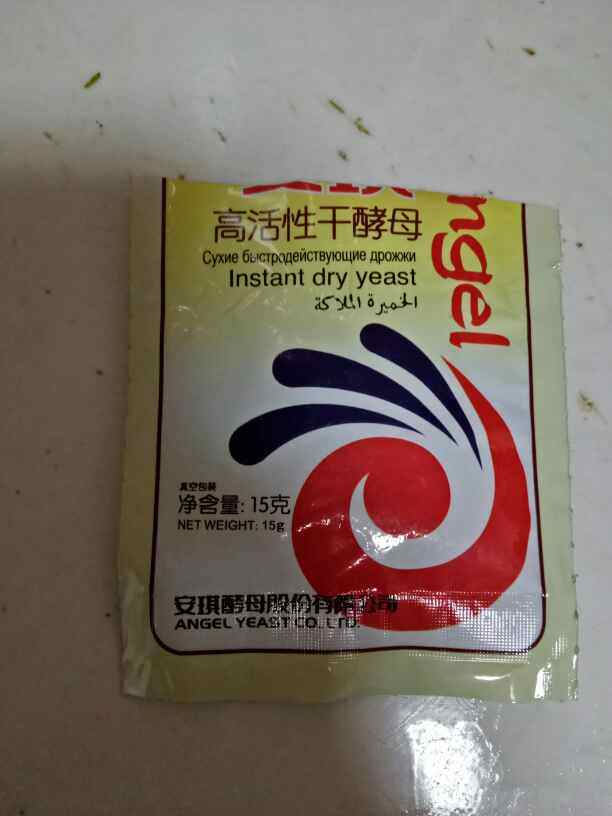 高活性干酵母
Сухие быстродействующие дрожжи
Instant dry yeast
الخميرة الملاكة
ngel
真空包装
净含量: 15克
NET WEIGHT: 15g
安琪酵母股份有限公司
ANGEL YEAST CO., LTD.